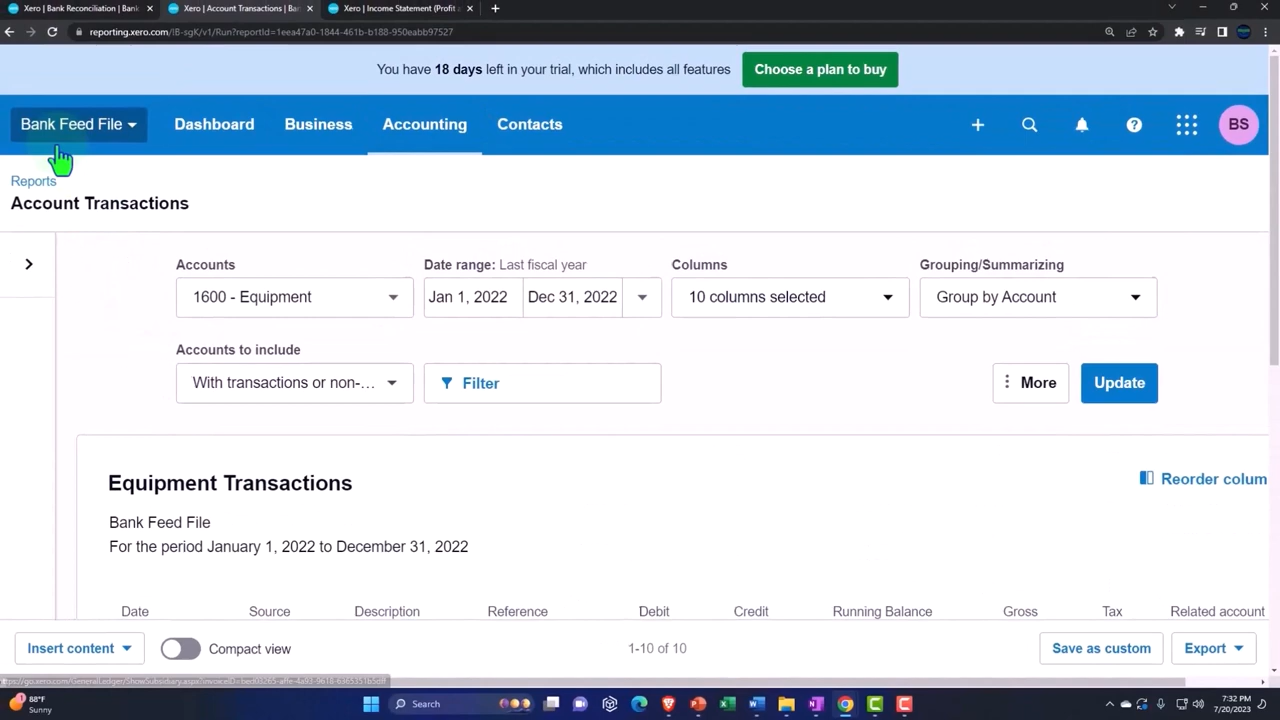 Xero | Bank Reconciliation | Bank
Xero | Account Transactions | Ban
Xero | Income Statement (Profit a
reporting.xero.com/!B-sgK/v1/Run?reportId=1eea47a0-1844-461b-b188-950eabb97527
You have 18 days left in your trial, which includes all features
Choose a plan to buy
Bank Feed File
Dashboard
Business
Accounting
Contacts
BS
Reports
Account Transactions
Accounts
Date range: Last fiscal year
Columns
Grouping/Summarizing
1600 - Equipment
Jan 1, 2022
Dec 31, 2022
10 columns selected
Group by Account
Accounts to include
With transactions or non-...
Filter
More
Update
Equipment Transactions
Reorder colum
Bank Feed File
For the period January 1, 2022 to December 31, 2022
Date
Source
Description
Reference
Debit
Credit
Running Balance
Gross
Tax
Related account
Insert content
Compact view
1-10 of 10
Save as custom
Export
88°F
Sunny
Search
7:32 PM
7/20/2023